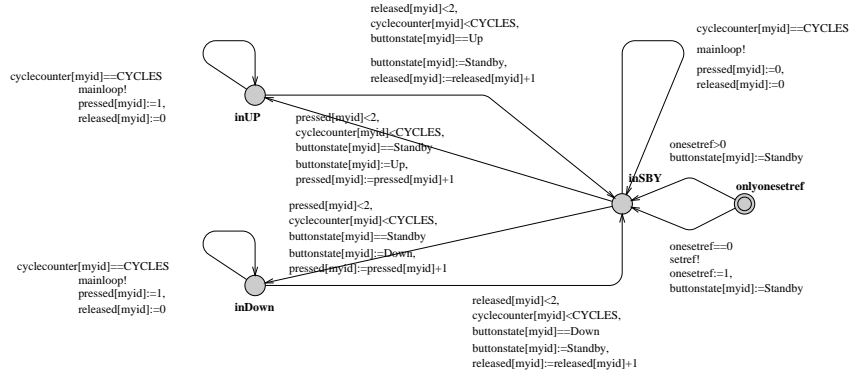 released[myid]<2,
cyclecounter[myid]<CYCLES,
buttonstate[myid]==Up
buttonstate[myid]:=Standby,
released[myid]:=released[myid]+1
cyclecounter[myid]==CYCLES
mainloop!
pressed[myid]:=0,
released[myid]:=0
cyclecounter[myid]==CYCLES
mainloop!
pressed[myid]:=1,
released[myid]:=0
inUP
pressed[myid]<2,
cyclecounter[myid]<CYCLES,
buttonstate[myid]==Standby
buttonstate[myid]:=Up,
pressed[myid]:=pressed[myid]+1
onesetref>0
buttonstate[myid]:=Standby
inSBY
onlyonesetref
pressed[myid]<2,
cyclecounter[myid]<CYCLES,
buttonstate[myid]==Standby
buttonstate[myid]:=Down,
pressed[myid]:=pressed[myid]+1
onesetref==0
setref!
onesetref:=1,
buttonstate[myid]:=Standby
cyclecounter[myid]==CYCLES
mainloop!
pressed[myid]:=1,
released[myid]:=0
inDown
released[myid]<2,
cyclecounter[myid]<CYCLES,
buttonstate[myid]==Down
buttonstate[myid]:=Standby,
released[myid]:=released[myid]+1